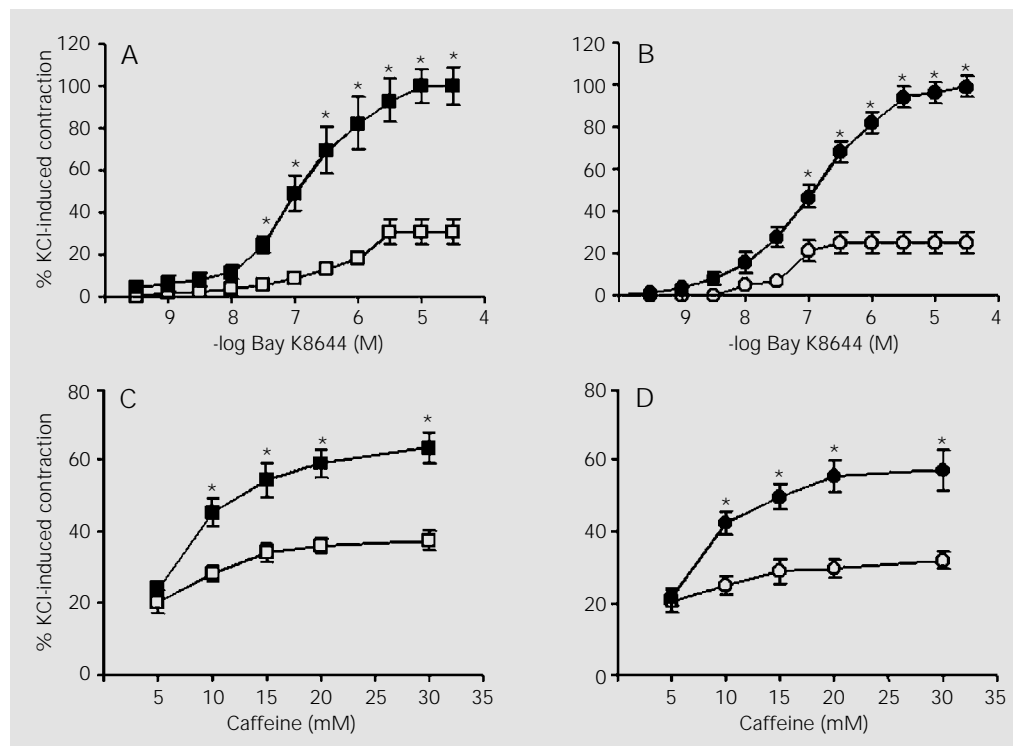 A
% KCl-induced contraction
120
100
80
60
40
20
0
* * * * * * *
9 8 7 6 5 4
-log Bay K8644 (M)
B
120
100
80
60
40
20
0
* * * * * *
9 8 7 6 5 4
-log Bay K8644 (M)
C
% KCl-induced contraction
80
60
40
20
0
* * * *
5 10 15 20 25 30 35
Caffeine (mM)
D
80
60
40
20
0
* * * *
5 10 15 20 25 30 35
Caffeine (mM)